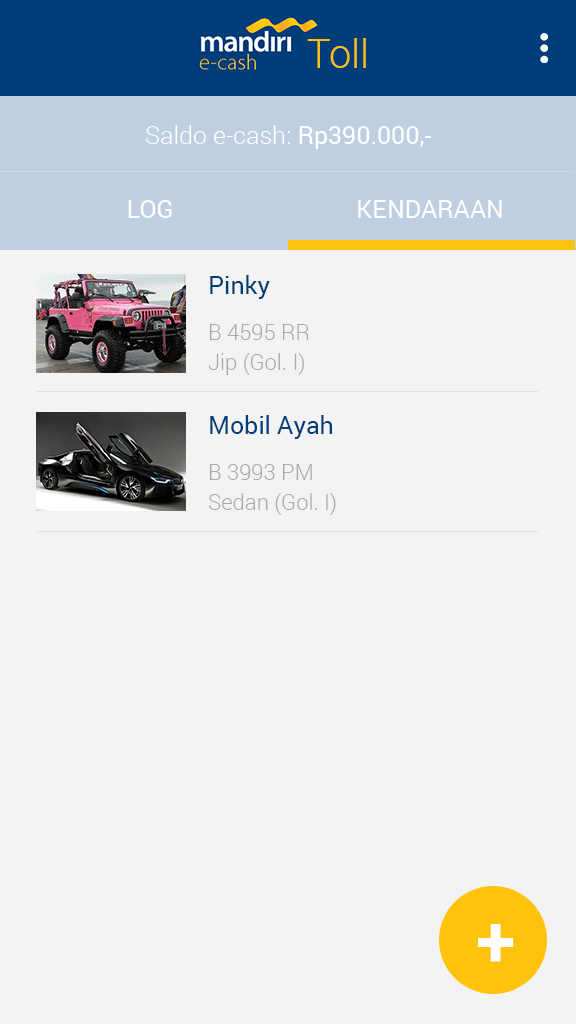 mandiri
e-cash Toll
Saldo e-cash: Rp390.000,-
LOG
KENDARAAN
Pinky
B 4595 RR
Jip (Gol. I)
Mobil Ayah
B 3993 PM
Sedan (Gol. I)